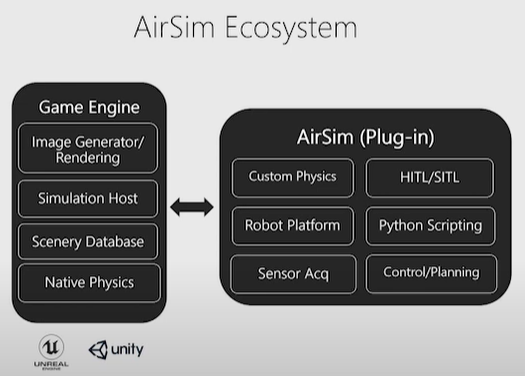 AirSim Ecosystem
Game Engine
Image Generator/
Rendering
Simulation Host
Scenery Database
Native Physics
AirSim (Plug-in)
Custom Physics
HITL/SITL
Robot Platform
Python Scripting
Sensor Acq
Control/Planning
UNREAL
ENGINE
unity